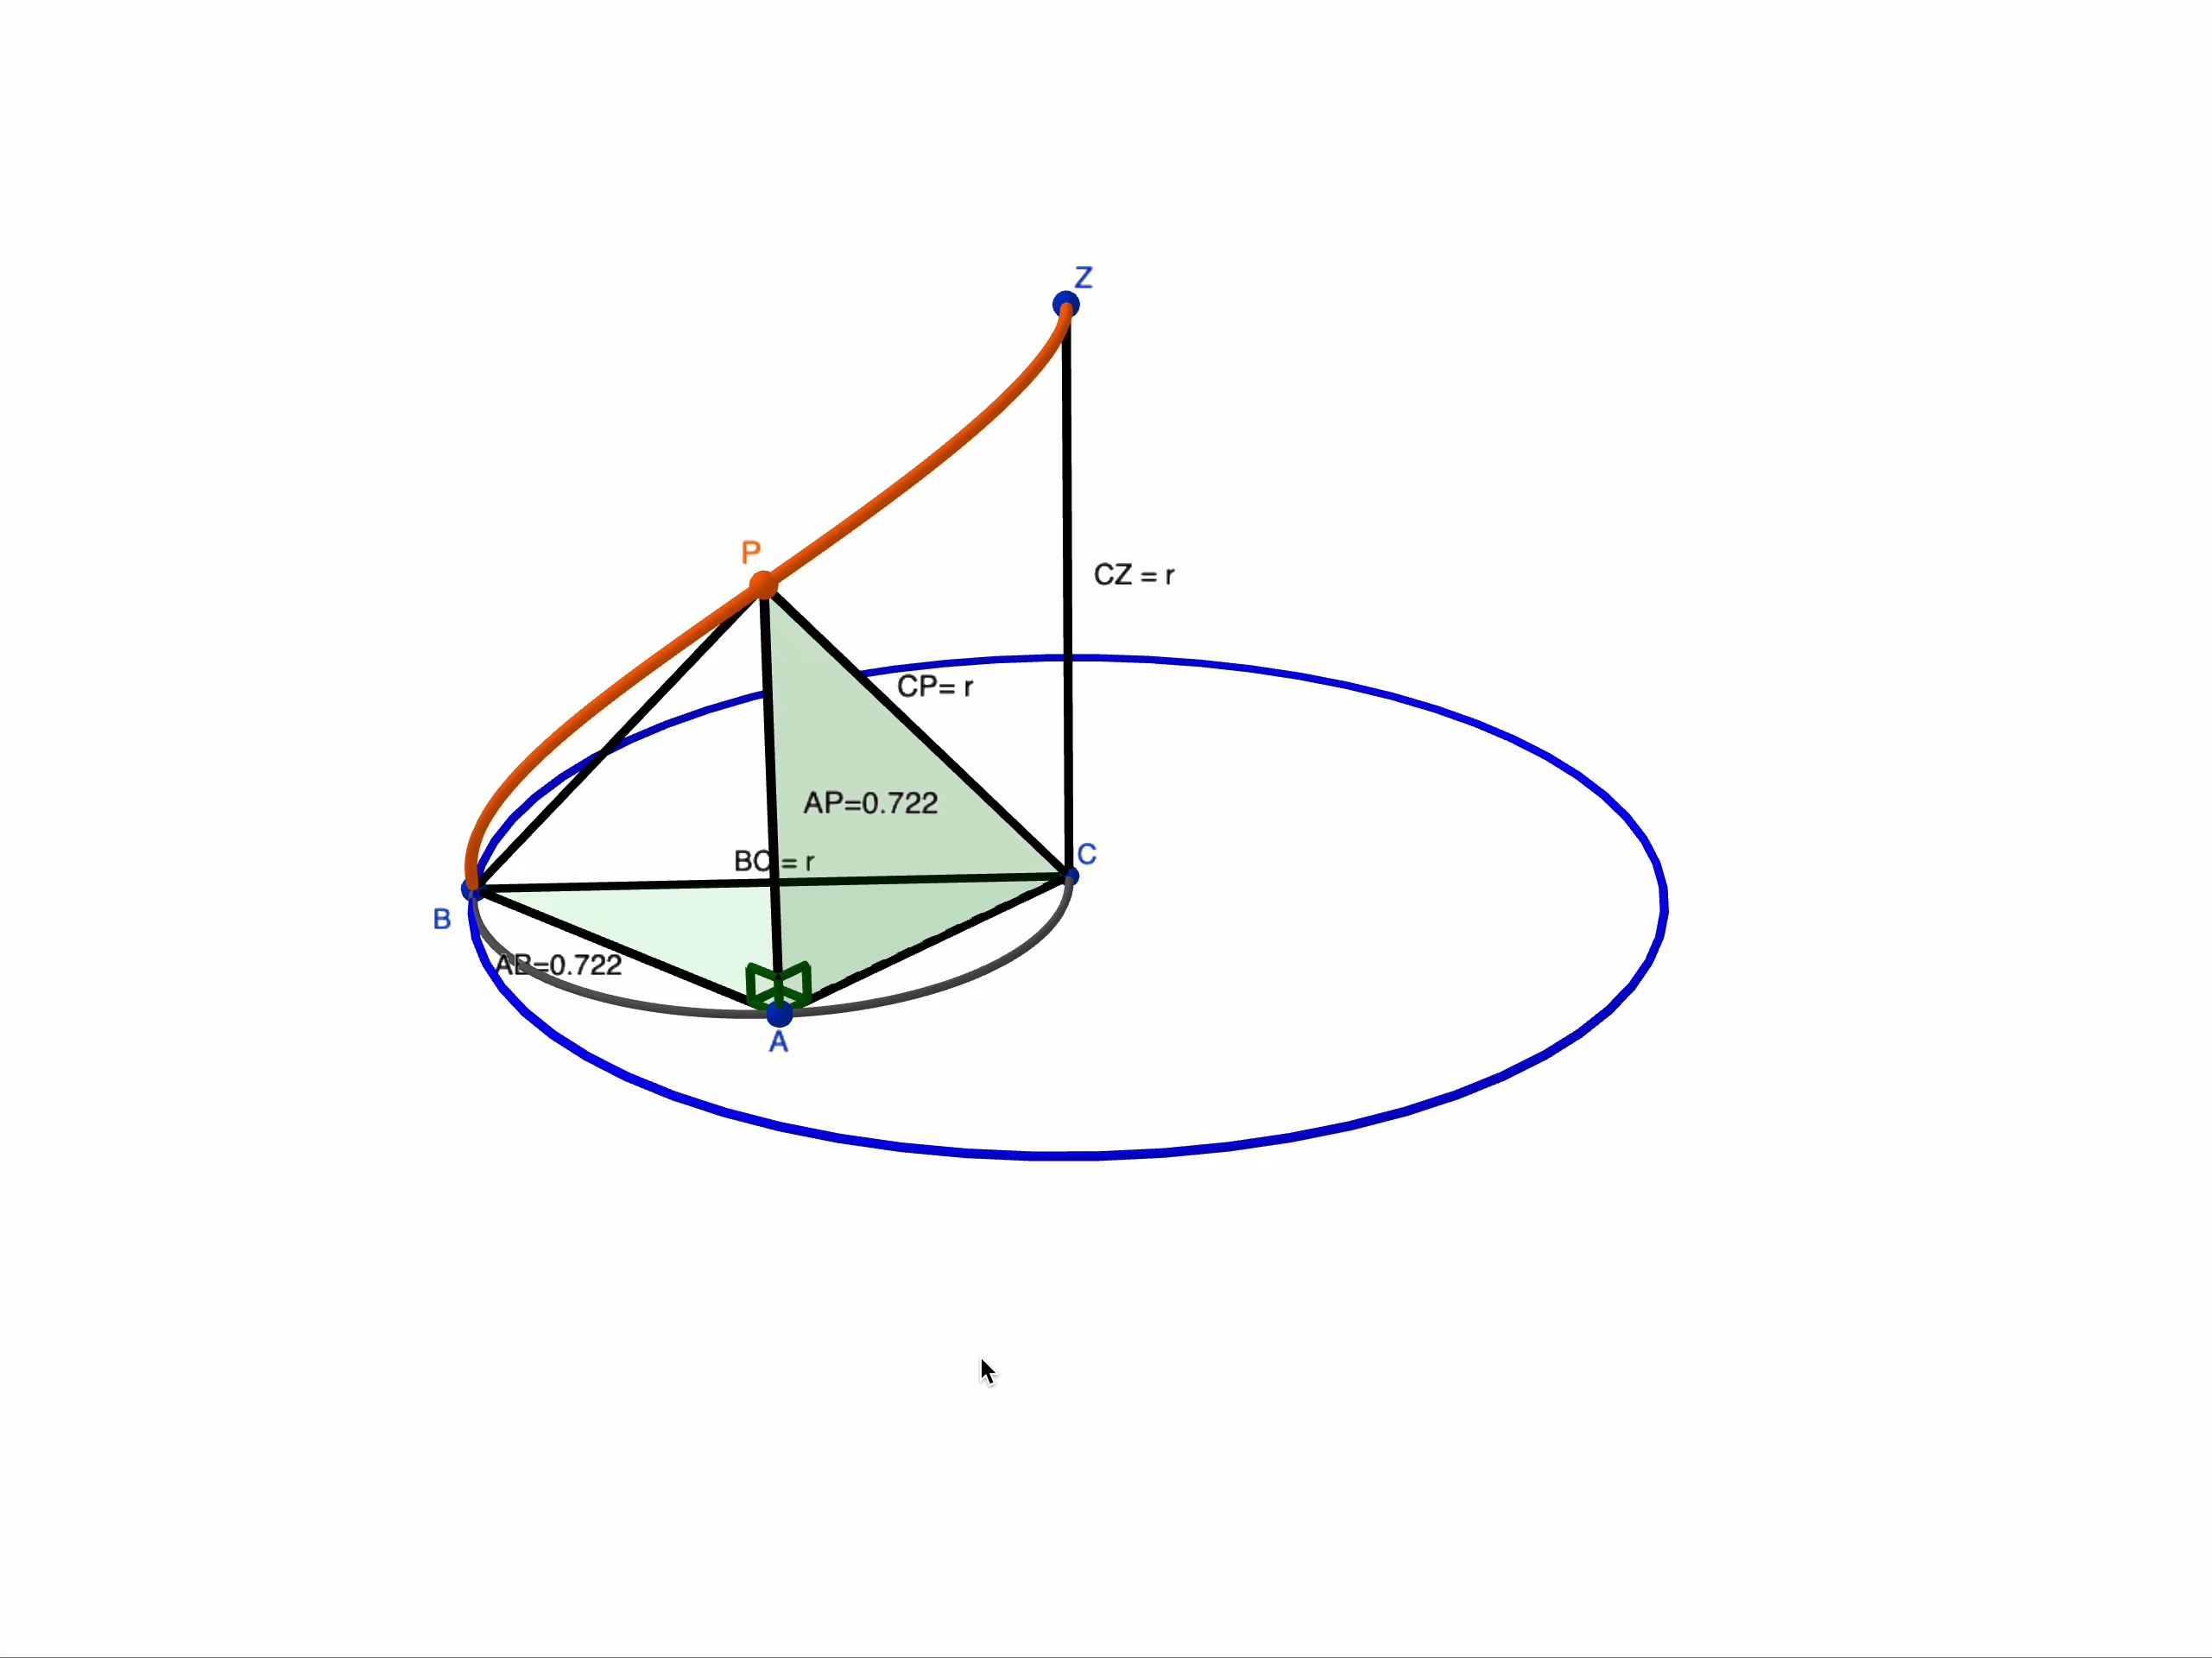 Z
P
CZ = r
CP= r
AP=0.722
BC = r
C
B
AB=0.722
A